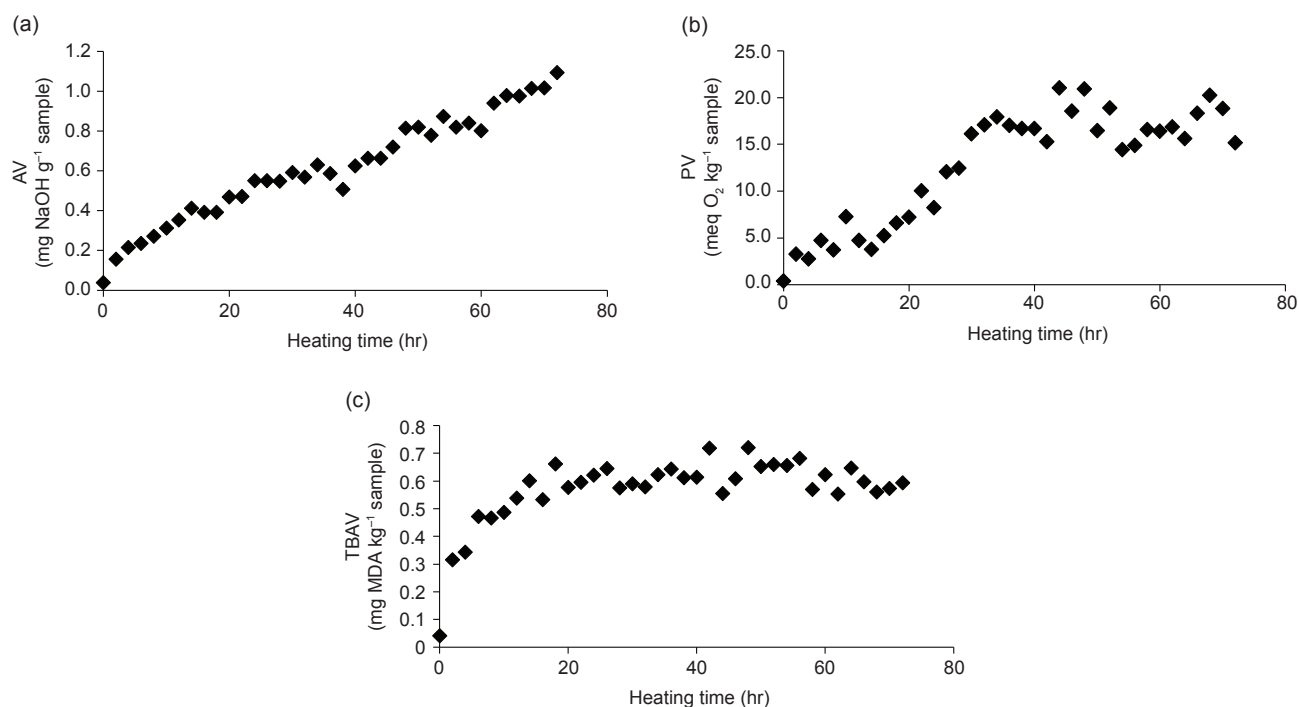 (a)
1.2
1.0
0.8
0.6
0.4
0.2
0.0
AV
(mg NaOH g⁻¹ sample)
0 20 40 60 80
Heating time (hr)
(b)
25.0
20.0
15.0
10.0
5.0
0.0
PV
(meq O₂ kg⁻¹ sample)
0 20 40 60 80
Heating time (hr)
(c)
0.8
0.7
0.6
0.5
0.4
0.3
0.2
0.1
0
TBAV
(mg MDA kg⁻¹ sample)
0 20 40 60 80
Heating time (hr)